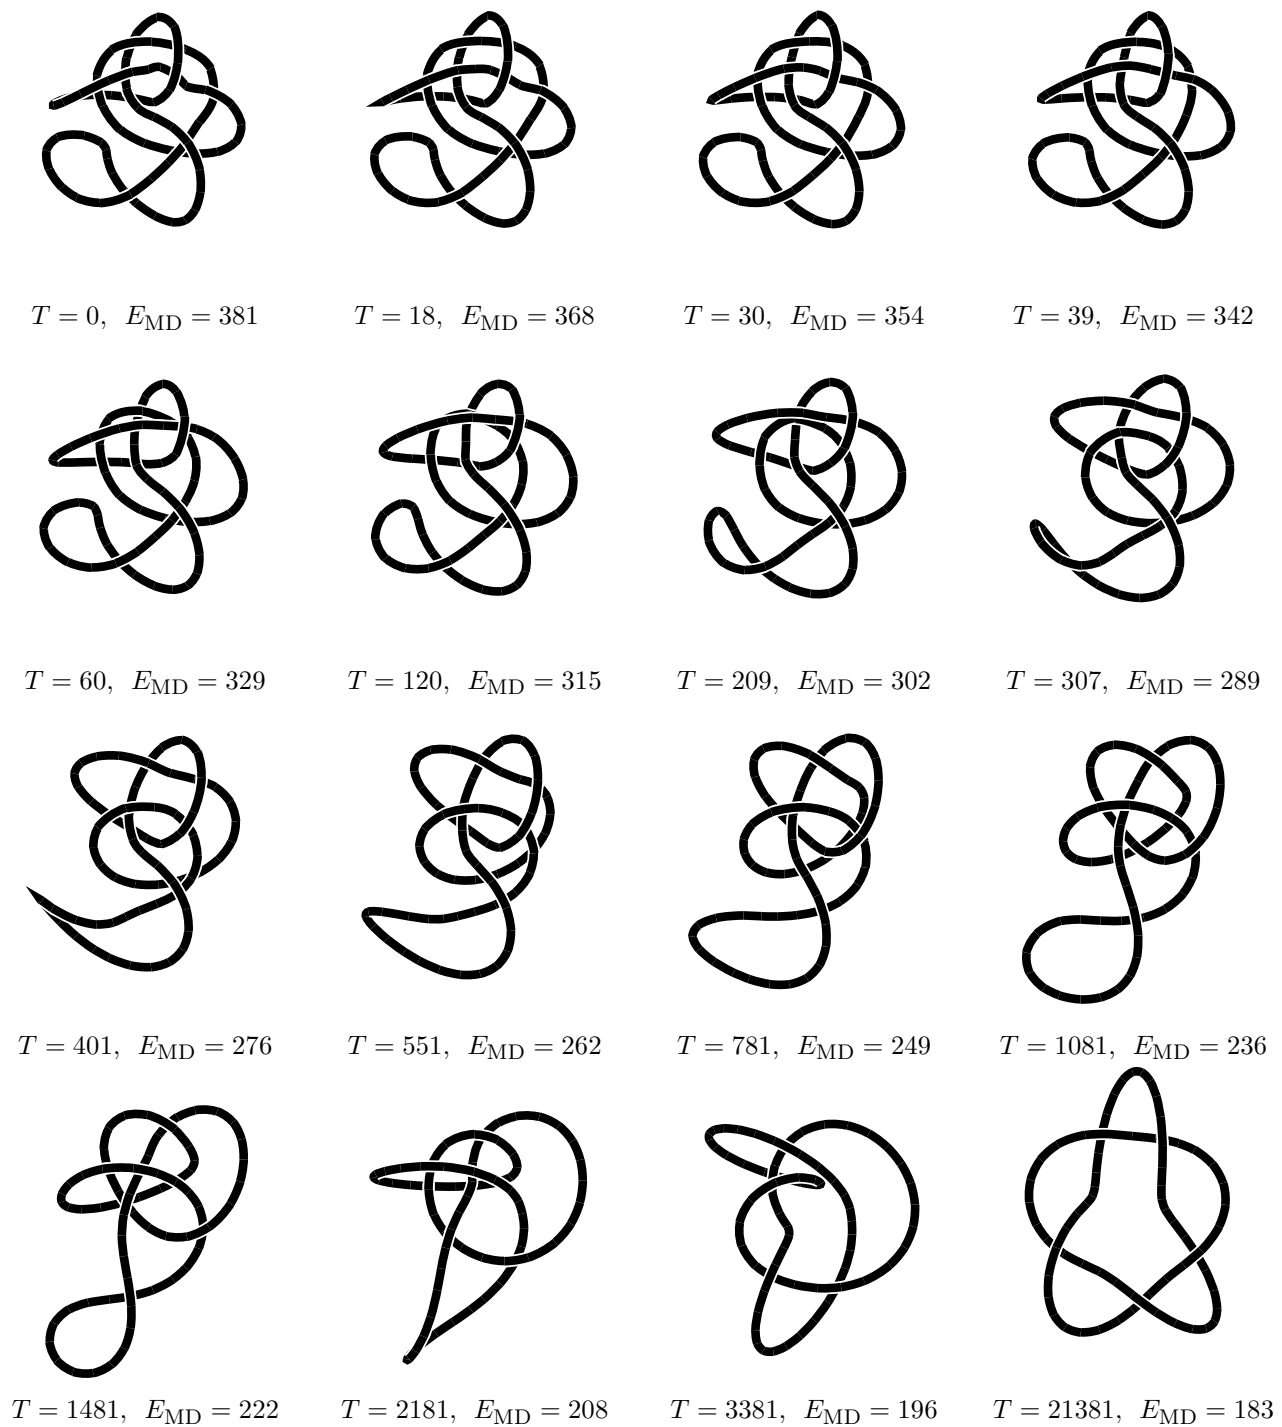 T = 0, E_MD = 381
T = 18, E_MD = 368
T = 30, E_MD = 354
T = 39, E_MD = 342
T = 60, E_MD = 329
T = 120, E_MD = 315
T = 209, E_MD = 302
T = 307, E_MD = 289
T = 401, E_MD = 276
T = 551, E_MD = 262
T = 781, E_MD = 249
T = 1081, E_MD = 236
T = 1481, E_MD = 222
T = 2181, E_MD = 208
T = 3381, E_MD = 196
T = 21381, E_MD = 183